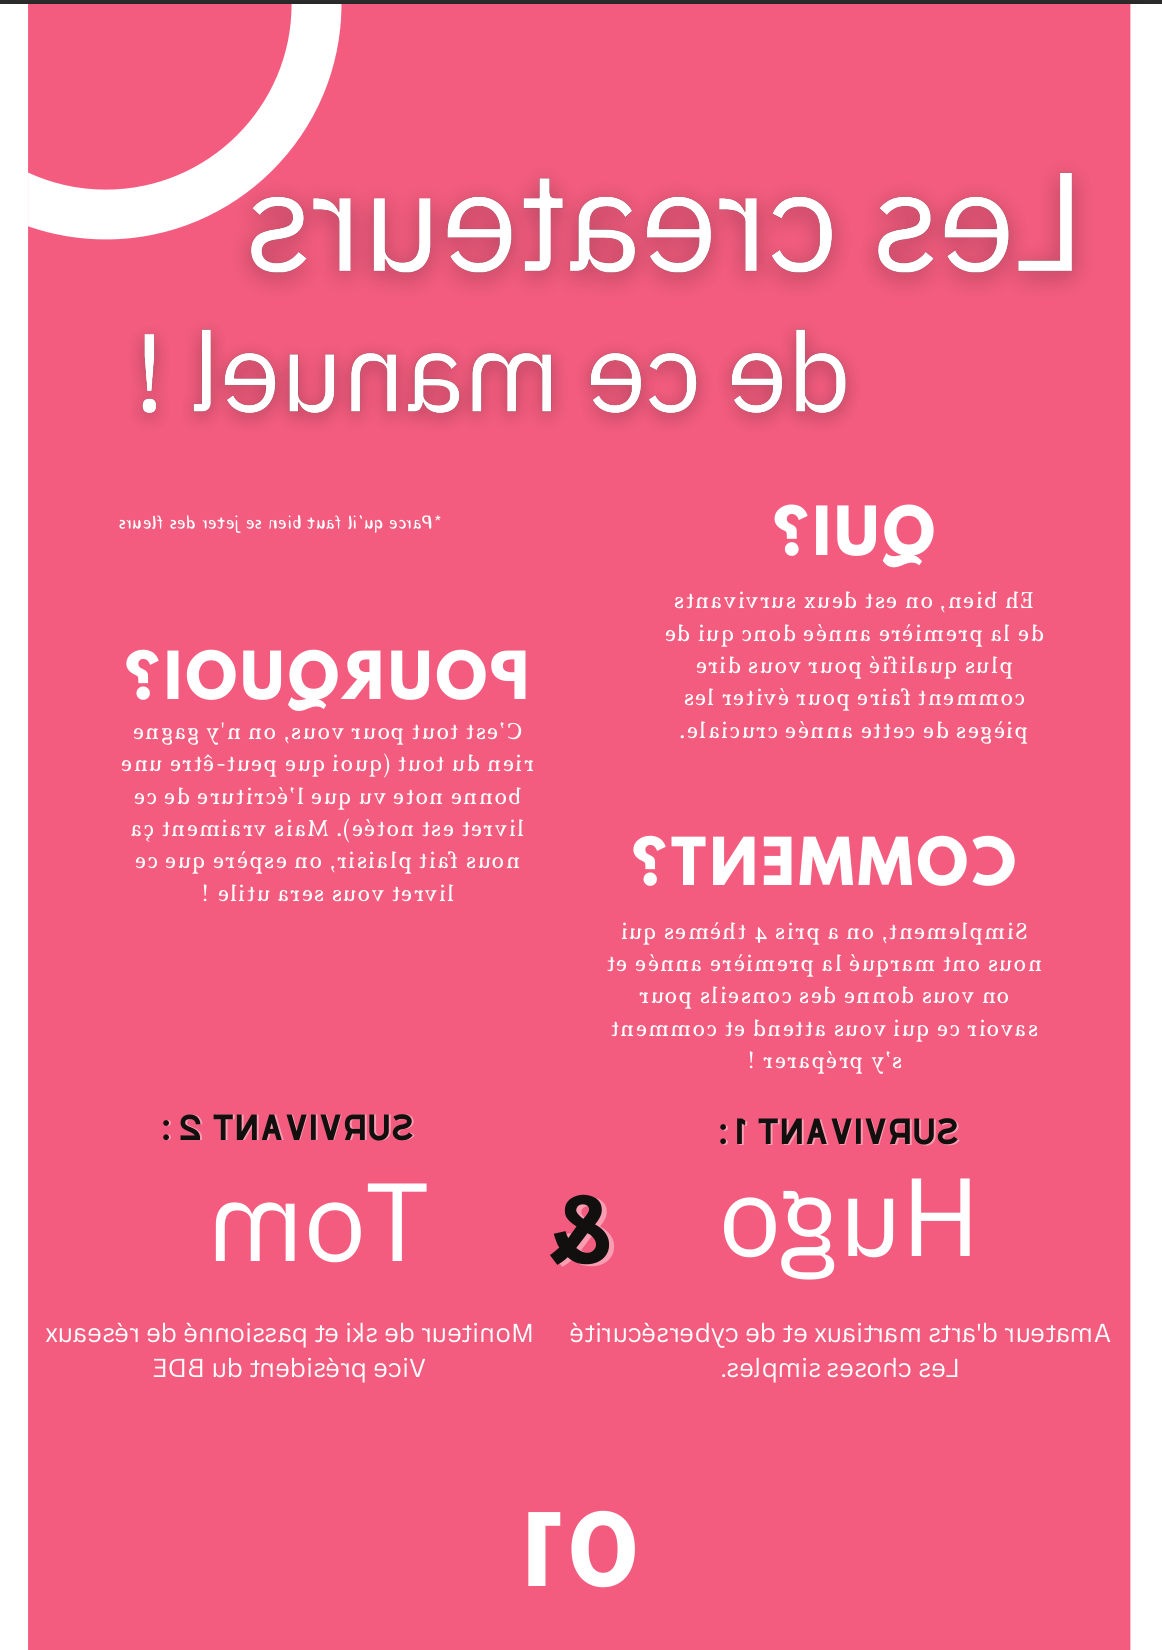 Les createurs
de ce manuel !
QUI?
Eh bien, on est deux survivants
de la première année donc qui de
plus qualifié pour vous dire
comment faire pour éviter les
pièges de cette année cruciale.
*Parce qu'il faut bien se jeter des fleurs
POURQUOI?
C'est tout pour vous, on n'y gagne
rien du tout (quoi que peut-être une
bonne note vu que l'écriture de ce
livret est notée). Mais vraiment ça
nous fait plaisir, on espère que ce
livret vous sera utile !
COMMENT?
Simplement, on a pris 4 thèmes qui
nous ont marqué la première année et
on vous donne des conseils pour
savoir ce qui vous attend et comment
s'y préparer !
SURVIVANT 1 :
Hugo
Amateur d'arts martiaux et de cybersécurité
Les choses simples.
&
SURVIVANT 2 :
Tom
Moniteur de ski et passionné de réseaux
Vice président du BDE
01